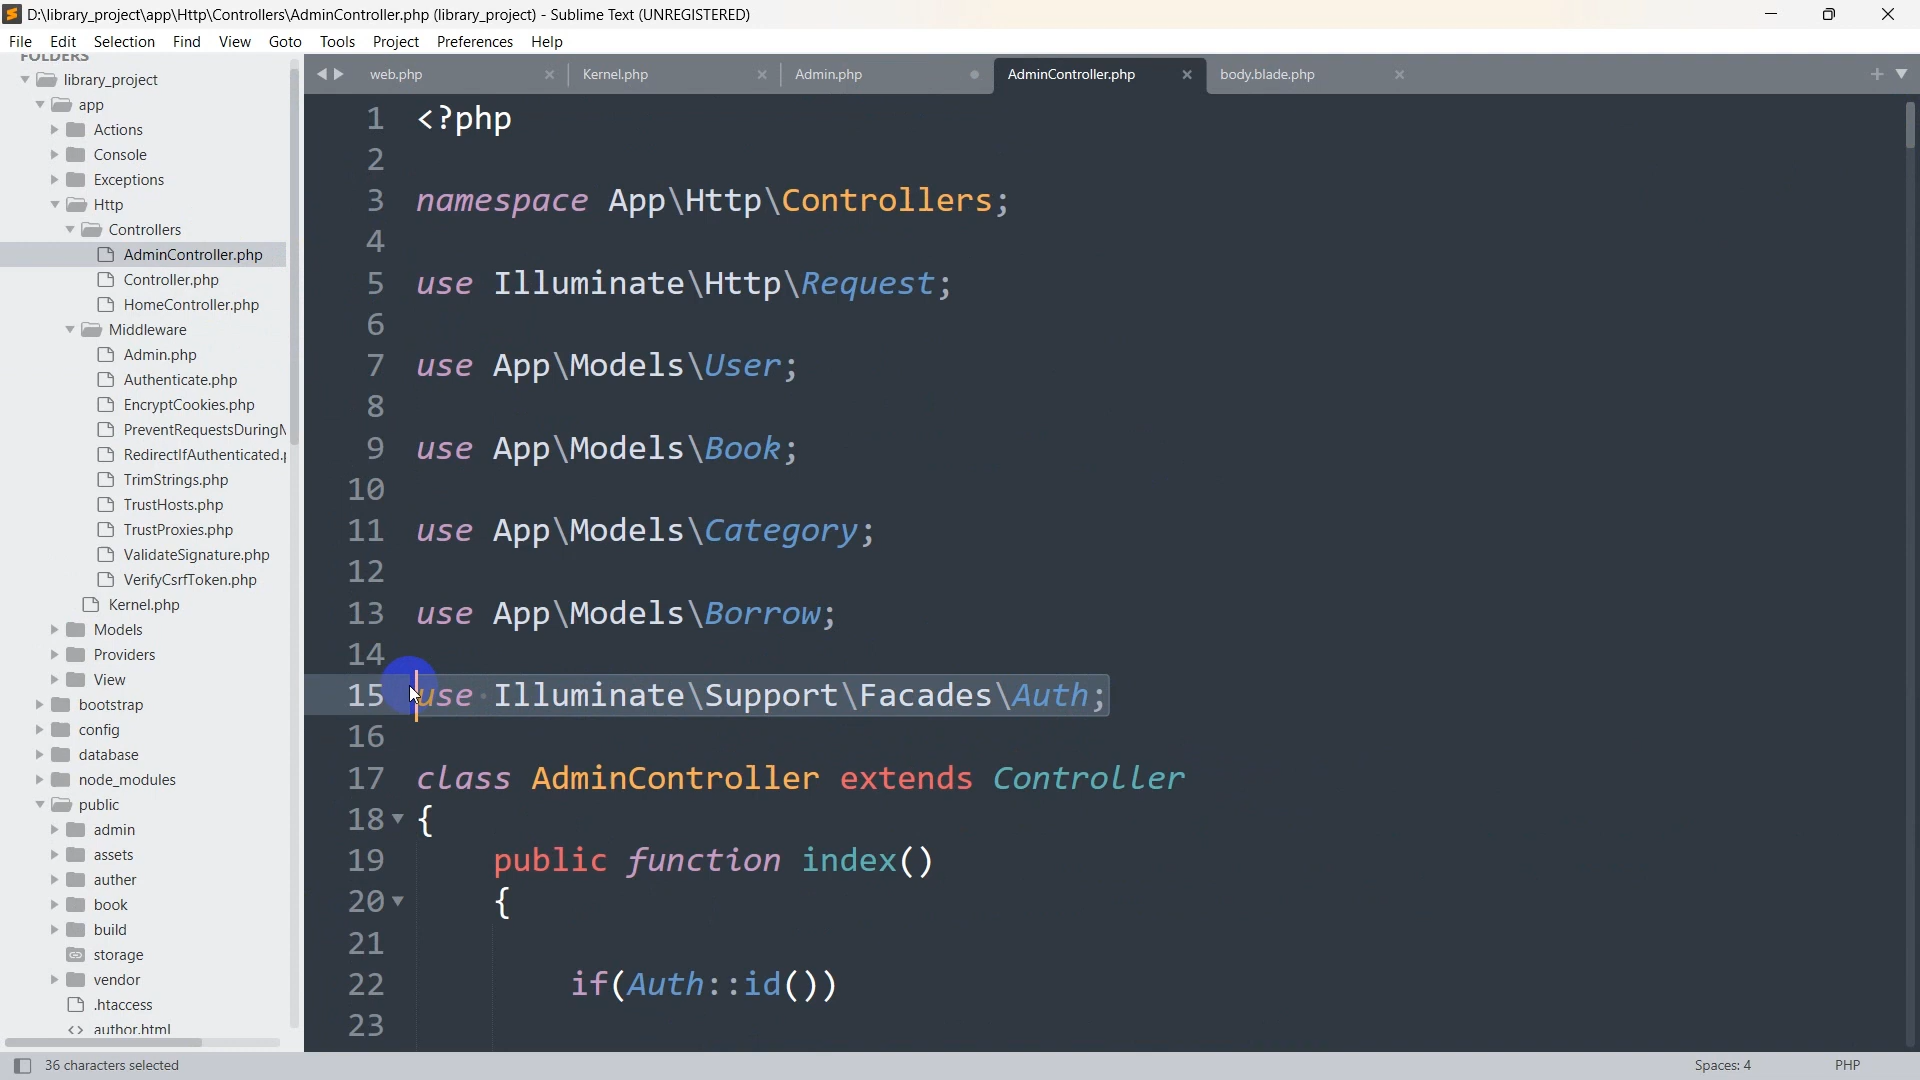 D:\library_project\app\Http\Controllers\AdminController.php (library_project) - Sublime Text (UNREGISTERED)
File Edit Selection Find View Goto Tools Project Preferences Help
FOLDERS
library_project
app
Actions
Console
Exceptions
Http
Controllers
AdminController.php
Controller.php
HomeController.php
Middleware
Admin.php
Authenticate.php
EncryptCookies.php
PreventRequestsDuring
RedirectIfAuthenticated.
TrimStrings.php
TrustHosts.php
TrustProxies.php
ValidateSignature.php
VerifyCsrfToken.php
Kernel.php
Models
Providers
View
bootstrap
config
database
node_modules
public
admin
assets
auther
book
build
storage
vendor
.htaccess
author.html
web.php Kernel.php Admin.php AdminController.php body.blade.php
1 <?php
2
3 namespace App\Http\Controllers;
4
5 use Illuminate\Http\Request;
6
7 use App\Models\User;
8
9 use App\Models\Book;
10
11 use App\Models\Category;
12
13 use App\Models\Borrow;
14
15 use Illuminate\Support\Facades\Auth;
16
17 class AdminController extends Controller
18 {
19 public function index()
20 {
21
22 if(Auth::id())
23
36 characters selected
Spaces: 4 PHP